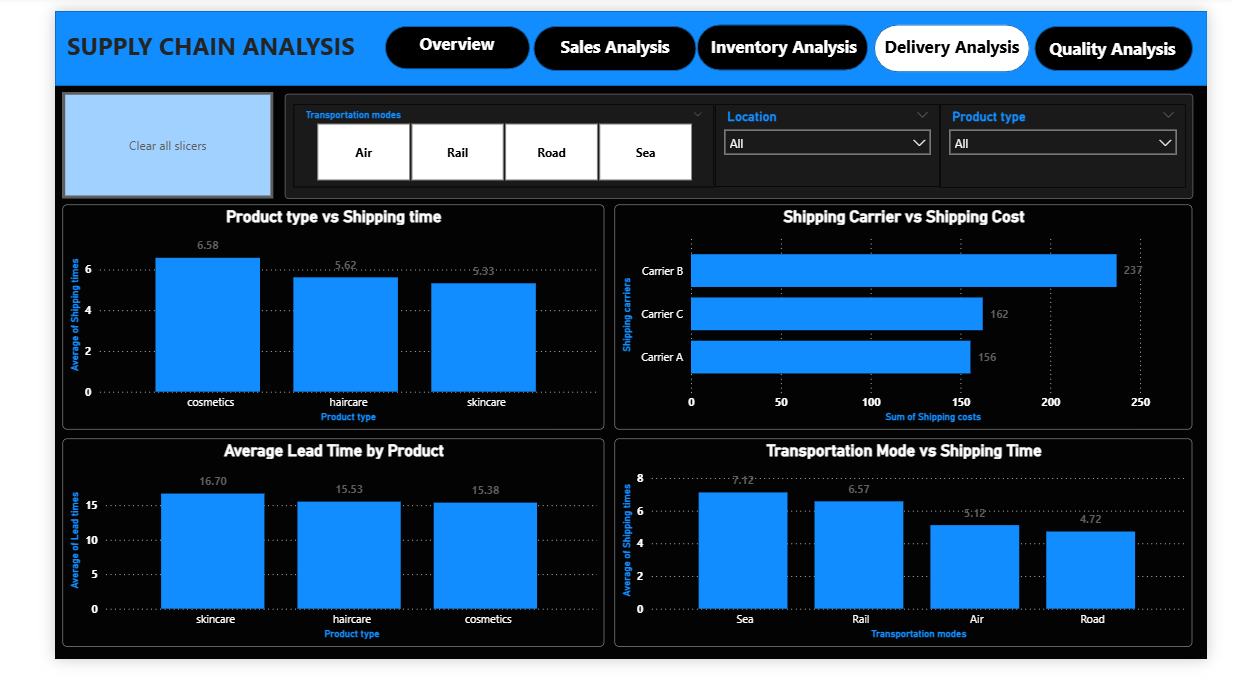 SUPPLY CHAIN ANALYSIS
Overview
Sales Analysis
Inventory Analysis
Delivery Analysis
Quality Analysis
Clear all slicers
Transportation modes
Air
Rail
Road
Sea
Location
All
Product type
All
Product type vs Shipping time
Average of Shipping times
6
4
2
0
6.58
5.62
5.33
cosmetics
haircare
skincare
Product type
Shipping Carrier vs Shipping Cost
Shipping carriers
Carrier B
237
Carrier C
162
Carrier A
156
0
50
100
150
200
250
Sum of Shipping costs
Average Lead Time by Product
Average of Lead times
15
10
5
0
16.70
15.53
15.38
skincare
haircare
cosmetics
Product type
Transportation Mode vs Shipping Time
Average of Shipping times
8
6
4
2
0
7.12
6.57
5.12
4.72
Sea
Rail
Air
Road
Transportation modes